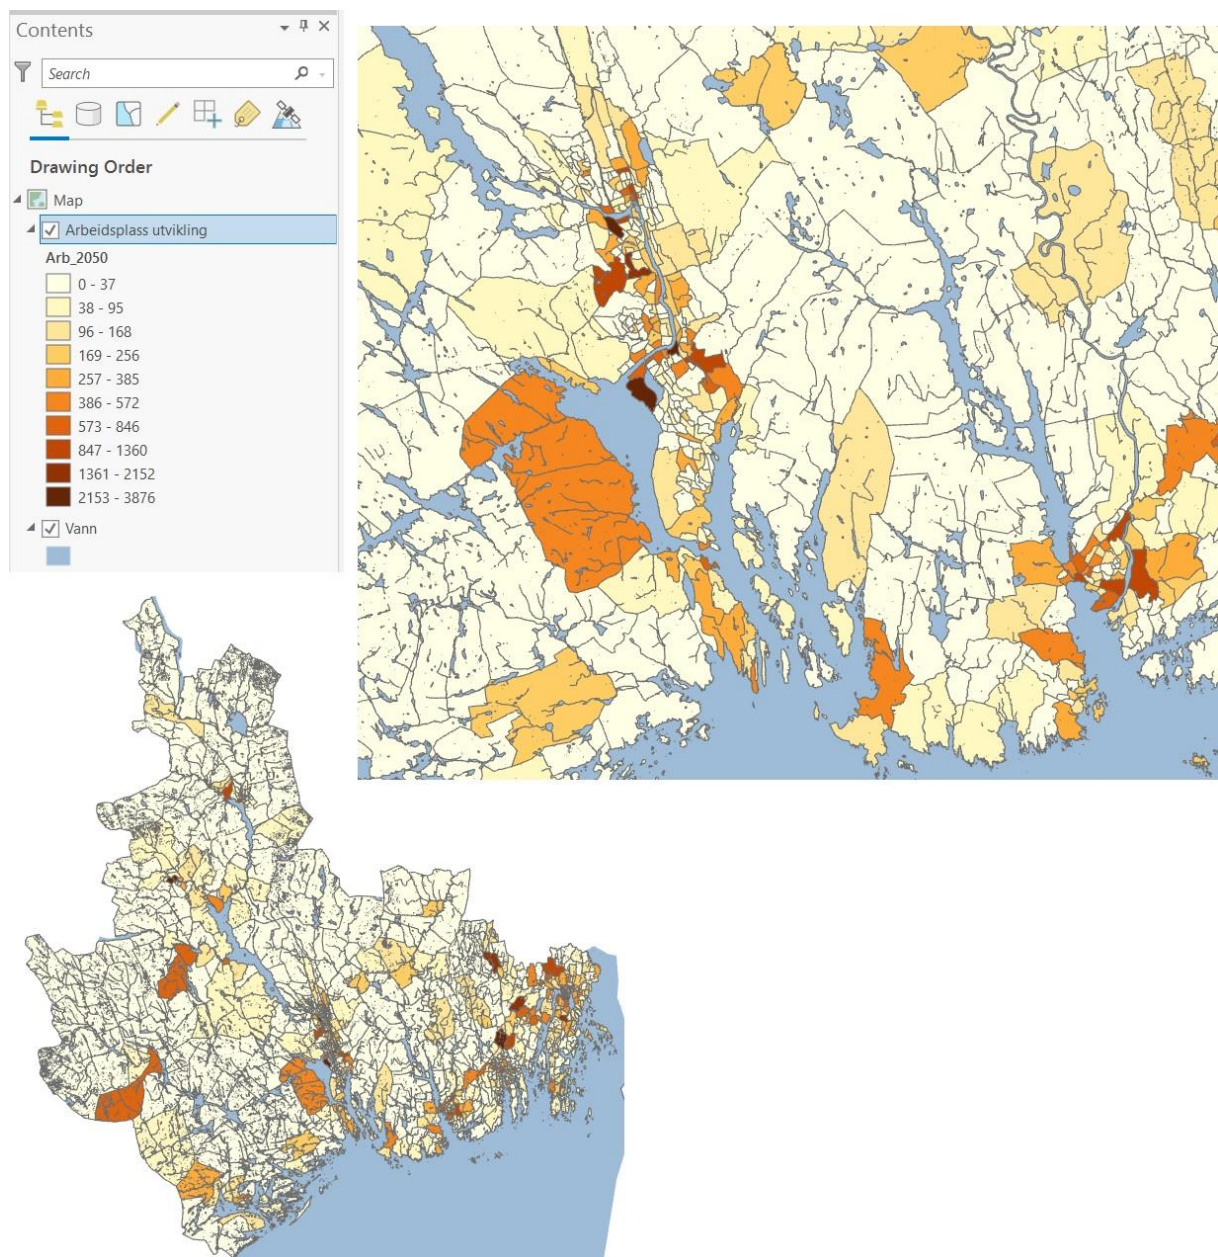 Contents
Search
Drawing Order
Map
Arbeidsplass utvikling
Arb_2050
0 - 37
38 - 95
96 - 168
169 - 256
257 - 385
386 - 572
573 - 846
847 - 1360
1361 - 2152
2153 - 3876
Vann